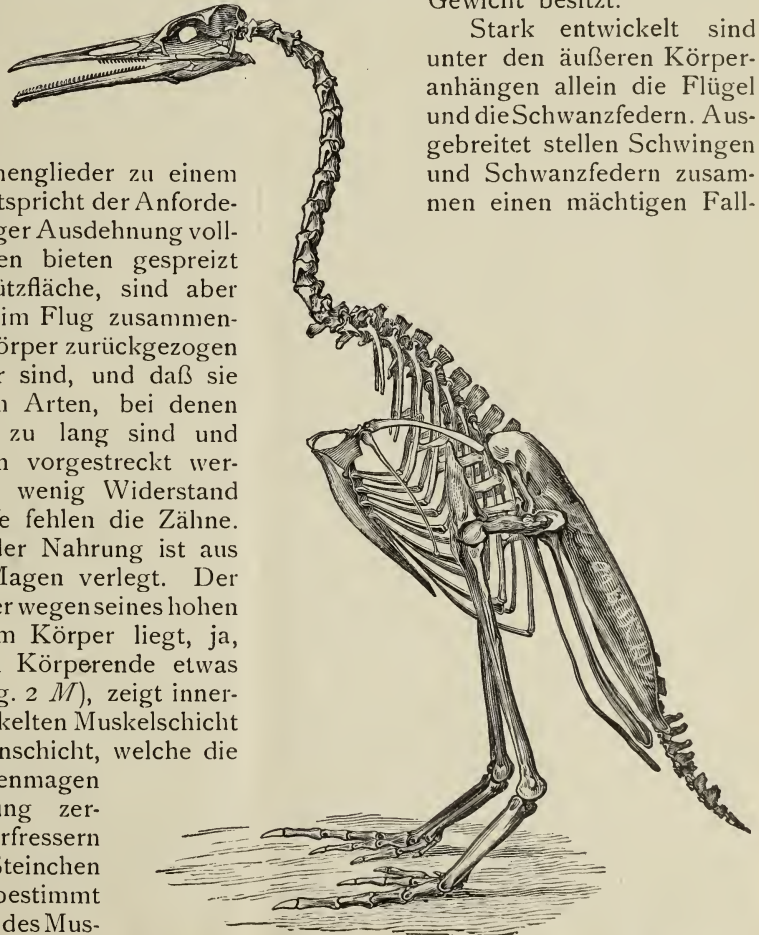 henglieder zu einem
tspricht der Anforde-
ger Ausdehnung voll-
en bieten gespreizt
ützfläche, sind aber
im Flug zusammen-
örper zurückgezogen
r sind, und daß sie
n Arten, bei denen
zu lang sind und
n vorgestreckt wer-
wenig Widerstand
e fehlen die Zähne.
der Nahrung ist aus
Magen verlegt. Der
er wegen seines hohen
m Körper liegt, ja,
Körperende etwas
g. 2 M), zeigt inner-
kelten Muskelschicht
nschicht, welche die
enmagen
ung zer-
erfressern
Steinchen
bestimmt
des Mus-
Gewicht besitzt.
Stark entwickelt sind
unter den äußeren Körper-
anhängen allein die Flügel
und die Schwanzfedern. Aus-
gebreitet stellen Schwingen
und Schwanzfedern zusam-
men einen mächtigen Fall-